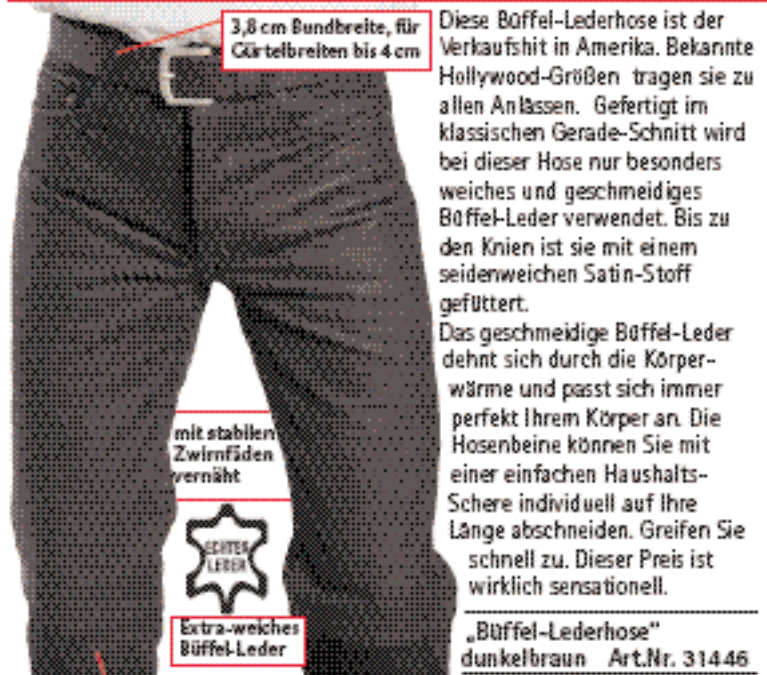 3,8 cm Bundbreite, für
Gürtelbreiten bis 4 cm
Diese Büffel-Lederhose ist der
Verkaufshit in Amerika. Bekannte
Hollywood-Größen tragen sie zu
allen Anlässen. Gefertigt im
klassischen Gerade-Schnitt wird
bei dieser Hose nur besonders
weiches und geschmeidiges
Büffel-Leder verwendet. Bis zu
den Knien ist sie mit einem
seidenweichen Satin-Stoff
gefüttert.
Das geschmeidige Büffel-Leder
dehnt sich durch die Körper-
wärme und passt sich immer
perfekt Ihrem Körper an. Die
Hosenbeine können Sie mit
einer einfachen Haushalts-
Schere individuell auf Ihre
Länge abschneiden. Greifen Sie
schnell zu. Dieser Preis ist
wirklich sensationell.
mit stabilen
Zwirnfäden
vernäht
ECHTES
LEDER
Extra-weiches
Büffel-Leder
„Büffel-Lederhose"
dunkelbraun Art.Nr. 31446